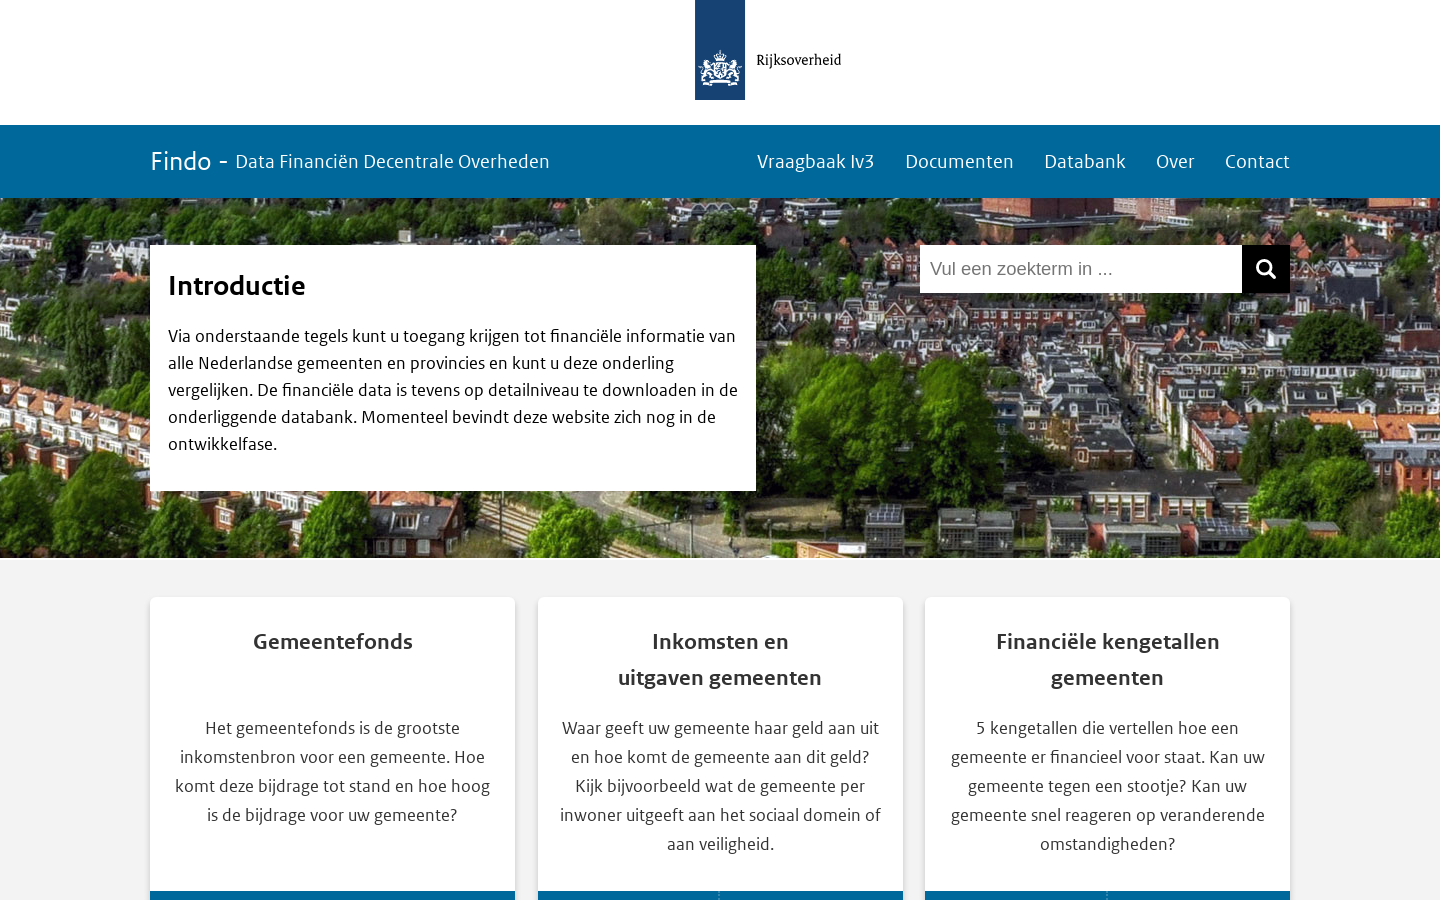 Rijksoverheid
Findo - Data Financiën Decentrale Overheden
Vraagbaak Iv3 Documenten Databank Over Contact
Introductie
Via onderstaande tegels kunt u toegang krijgen tot financiële informatie van
alle Nederlandse gemeenten en provincies en kunt u deze onderling
vergelijken. De financiële data is tevens op detailniveau te downloaden in de
onderliggende databank. Momenteel bevindt deze website zich nog in de
ontwikkelfase.
Vul een zoekterm in ...
Gemeentefonds
Het gemeentefonds is de grootste
inkomstenbron voor een gemeente. Hoe
komt deze bijdrage tot stand en hoe hoog
is de bijdrage voor uw gemeente?
Inkomsten en
uitgaven gemeenten
Waar geeft uw gemeente haar geld aan uit
en hoe komt de gemeente aan dit geld?
Kijk bijvoorbeeld wat de gemeente per
inwoner uitgeeft aan het sociaal domein of
aan veiligheid.
Financiële kengetallen
gemeenten
5 kengetallen die vertellen hoe een
gemeente er financieel voor staat. Kan uw
gemeente tegen een stootje? Kan uw
gemeente snel reageren op veranderende
omstandigheden?